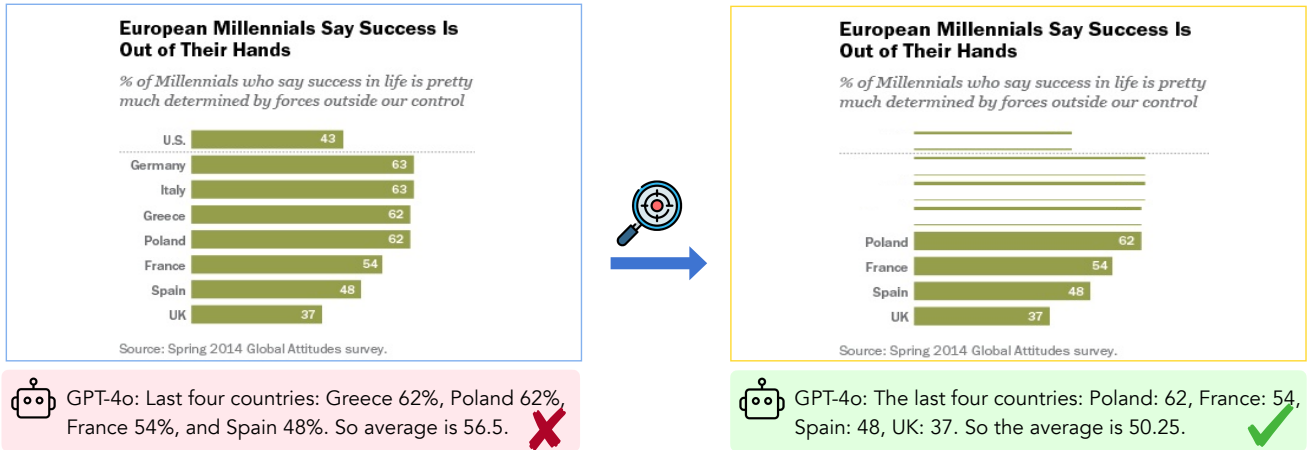 European Millennials Say Success Is
Out of Their Hands
% of Millennials who say success in life is pretty
much determined by forces outside our control
U.S. 43
Germany 63
Italy 63
Greece 62
Poland 62
France 54
Spain 48
UK 37
Source: Spring 2014 Global Attitudes survey.
GPT-4o: Last four countries: Greece 62%, Poland 62%,
France 54%, and Spain 48%. So average is 56.5.
European Millennials Say Success Is
Out of Their Hands
% of Millennials who say success in life is pretty
much determined by forces outside our control
Poland 62
France 54
Spain 48
UK 37
Source: Spring 2014 Global Attitudes survey.
GPT-4o: The last four countries: Poland: 62, France: 54,
Spain: 48, UK: 37. So the average is 50.25.